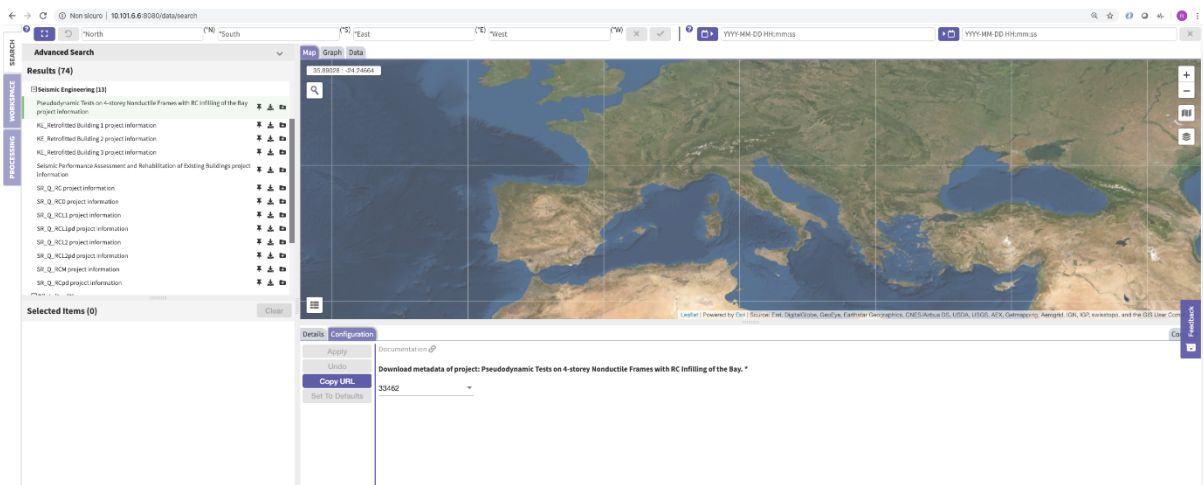 Non sicuro | 10.101.6.6:8080/data/search
SEARCH
WORKSPACE
PROCESSING
*North
(°N)
*South
(°S)
*East
(°E)
*West
(°W)
YYYY-MM-DD HH:mm:ss
YYYY-MM-DD HH:mm:ss
Advanced Search
Results (74)
Seismic Engineering (13)
Pseudodynamic Tests on 4-storey Nonductile Frames with RC Infilling of the Bay
project information
KE_Retrofitted Building 1 project information
KE_Retrofitted Building 2 project information
KE_Retrofitted Building 3 project information
Seismic Performance Assessment and Rehabilitation of Existing Buildings project
information
SR_Q_RC project information
SR_Q_RC0 project information
SR_Q_RCL1 project information
SR_Q_RCL1pd project information
SR_Q_RCL2 project information
SR_Q_RCL2pd project information
SR_Q_RCM project information
SR_Q_RCpd project information
Selected Items (0)
Clear
Map
Graph
Data
35.89028 : -24.24664
Leaflet | Powered by Esri | Source: Esri, DigitalGlobe, GeoEye, Earthstar Geographics, CNES/Airbus DS, USDA, USGS, AEX, Getmapping, Aerogrid, IGN, IGP, swisstopo, and the GIS User Com
Feedback
Details
Configuration
Apply
Undo
Copy URL
Set To Defaults
Documentation
Download metadata of project: Pseudodynamic Tests on 4-storey Nonductile Frames with RC Infilling of the Bay. *
33462